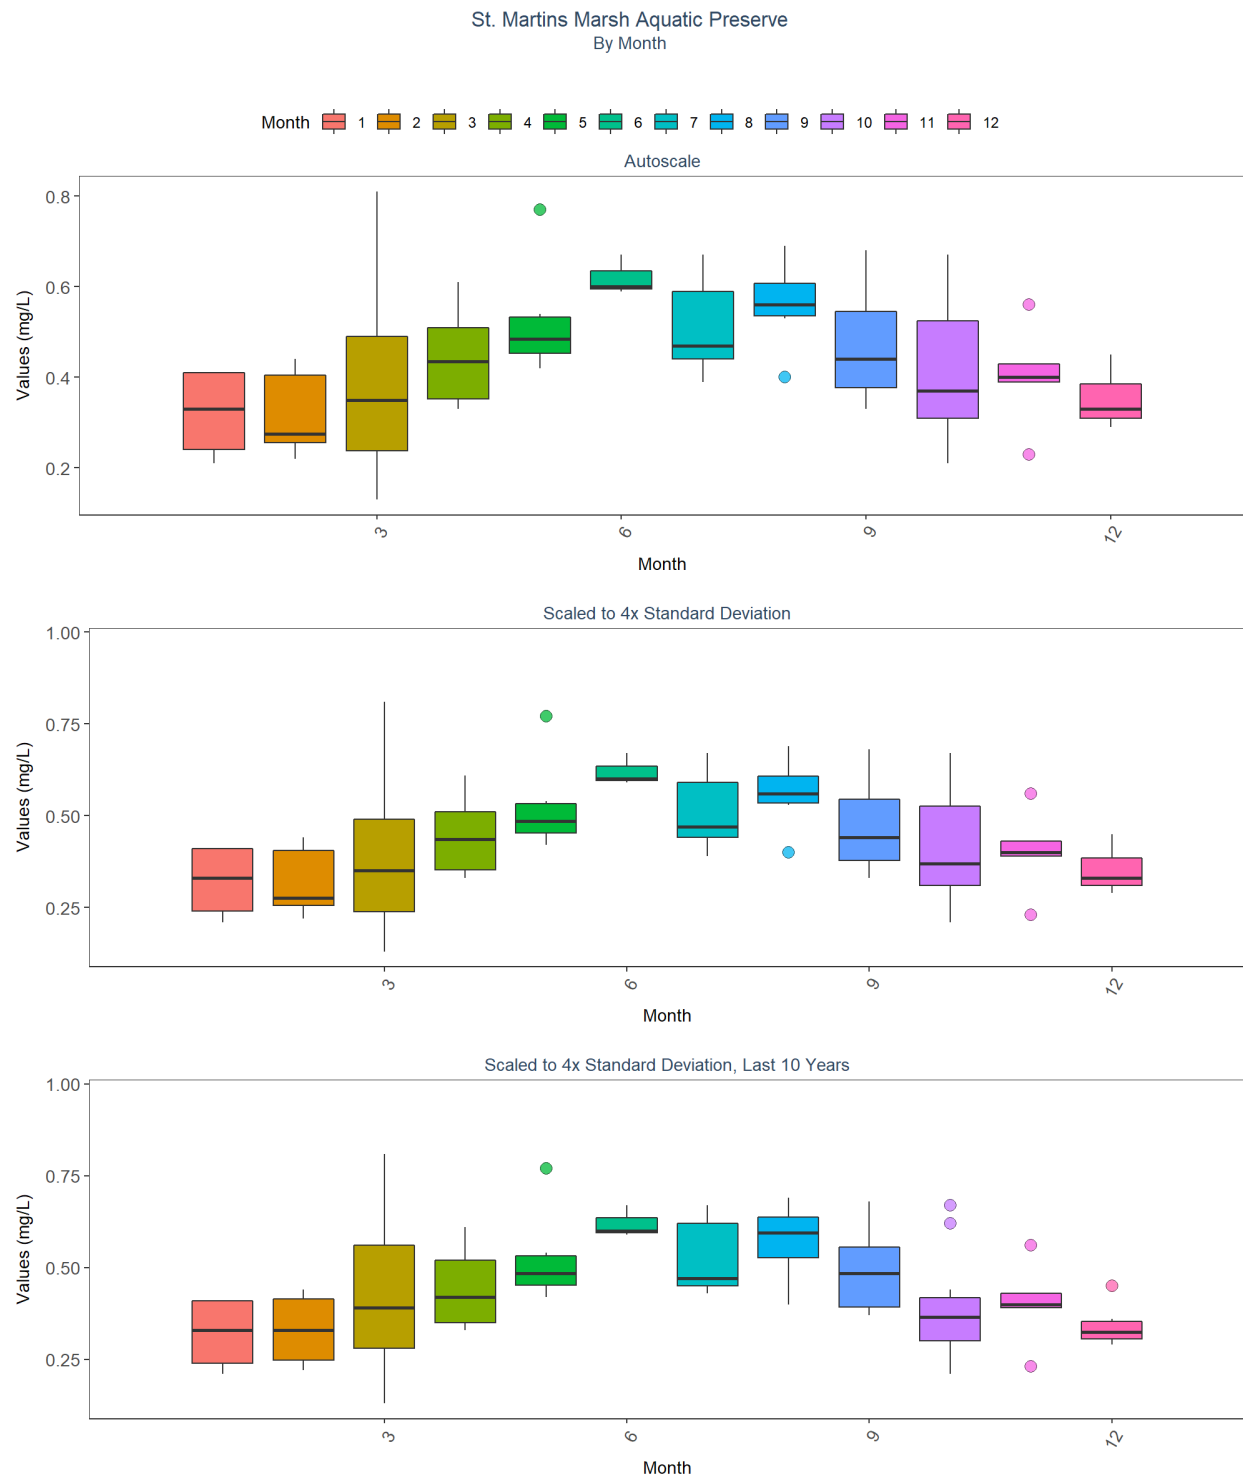 St. Martins Marsh Aquatic Preserve
By Month
Month 1 2 3 4 5 6 7 8 9 10 11 12
Autoscale
Values (mg/L)
0.8
0.6
0.4
0.2
3 6 9 12
Month
Scaled to 4x Standard Deviation
Values (mg/L)
1.00
0.75
0.50
0.25
3 6 9 12
Month
Scaled to 4x Standard Deviation, Last 10 Years
Values (mg/L)
1.00
0.75
0.50
0.25
3 6 9 12
Month